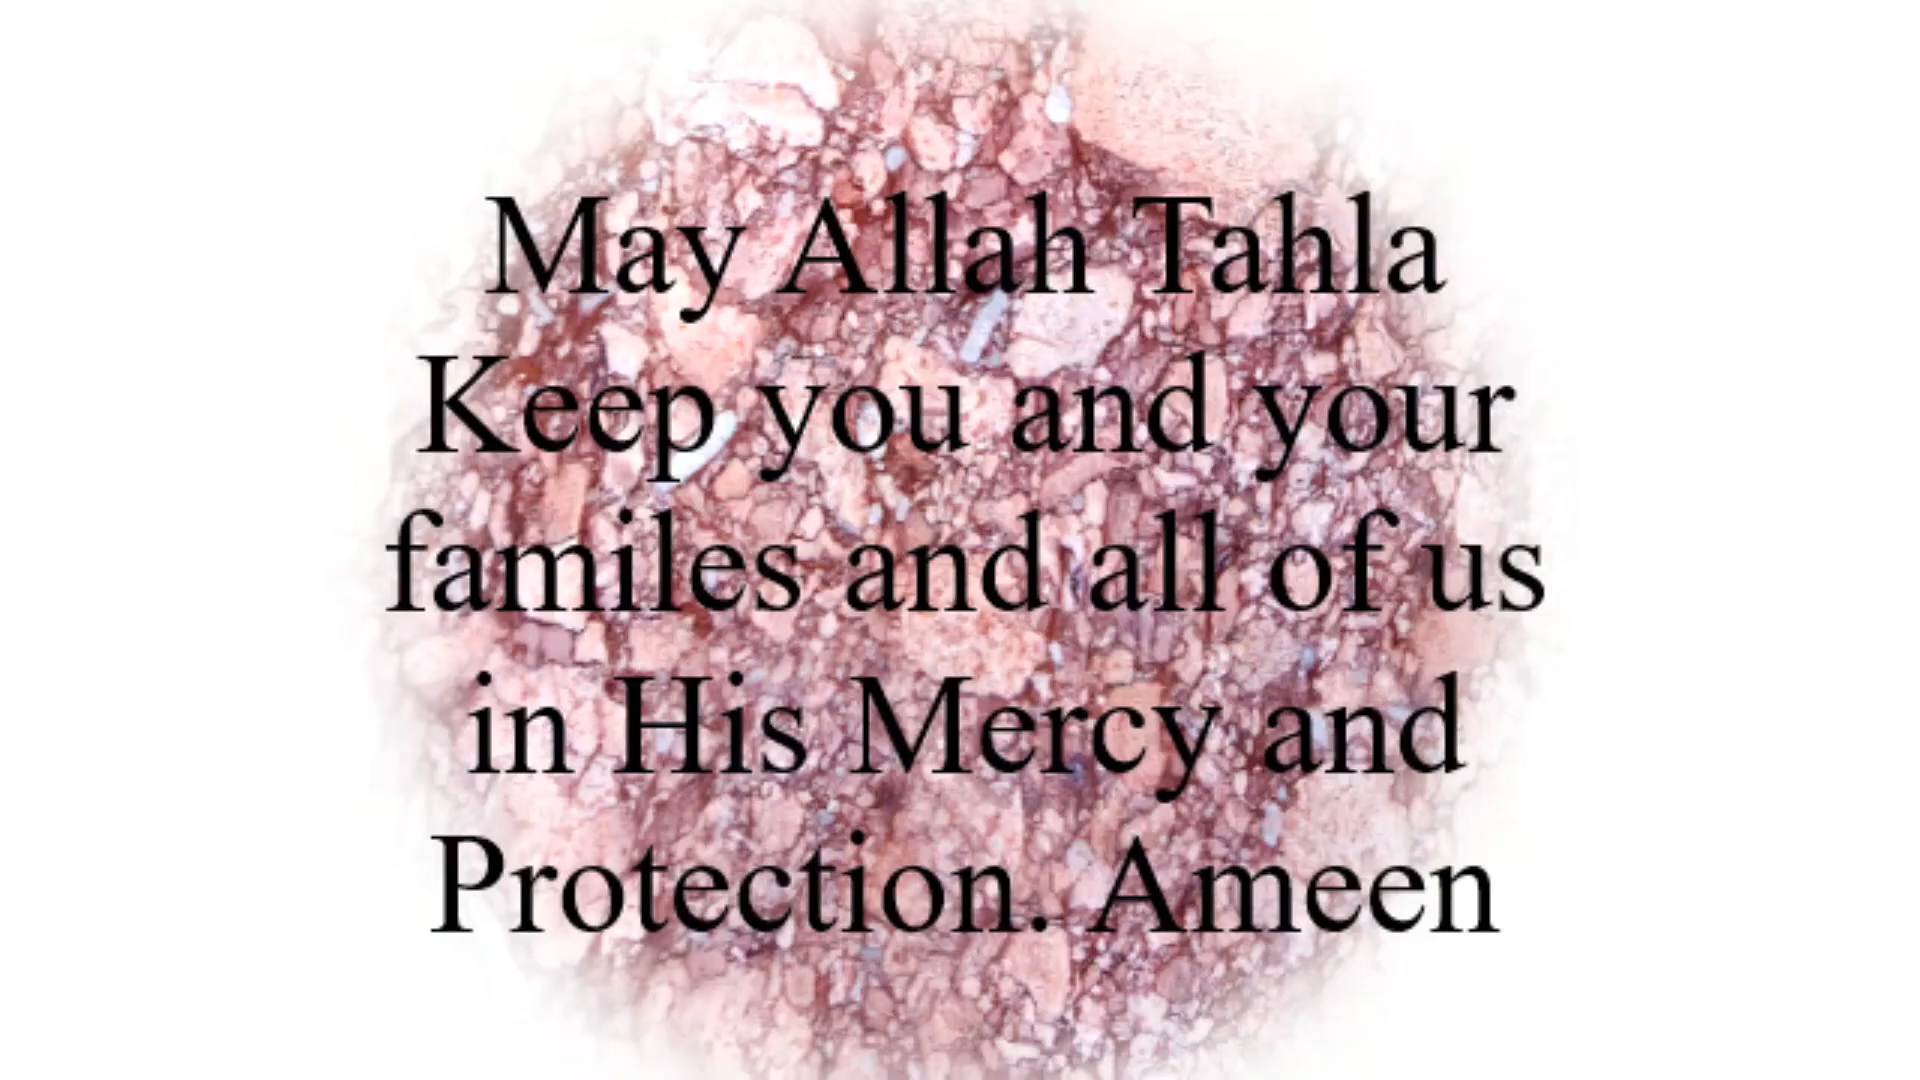 May Allah Tahla
Keep you and your
familes and all of us
in His Mercy and
Protection. Ameen